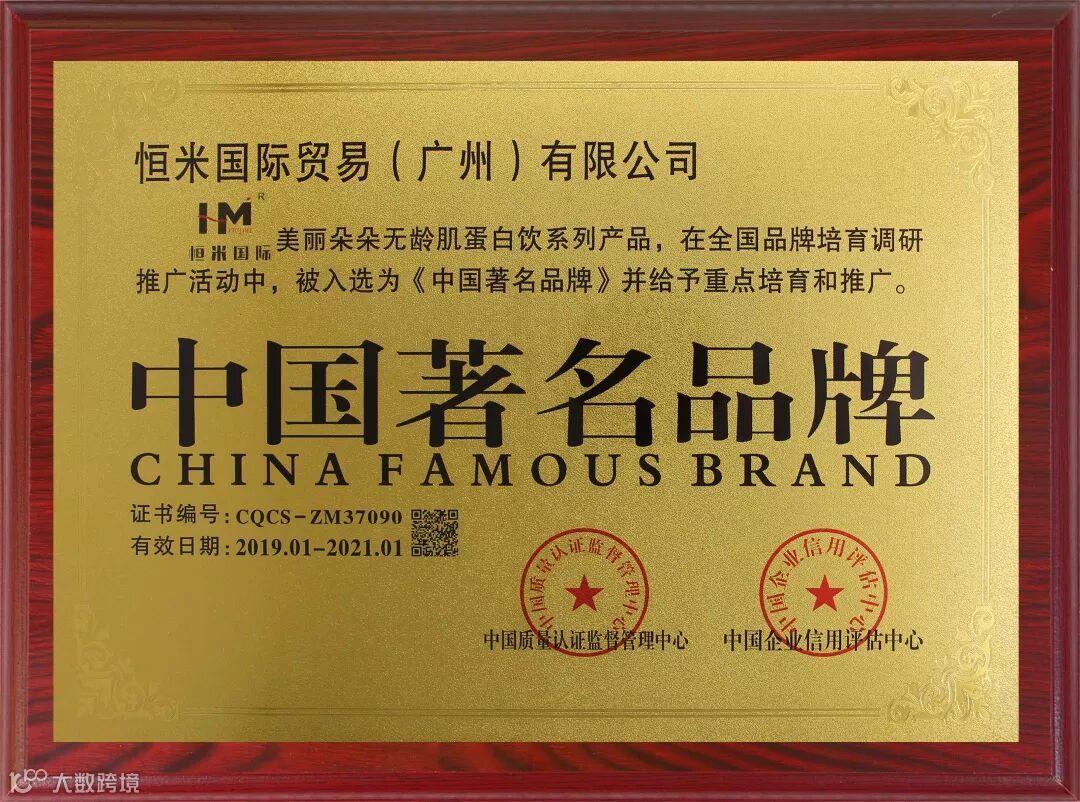 恒米国际贸易（广州）有限公司
HM R
恒米国际
美丽朵朵无龄肌蛋白饮系列产品，在全国品牌培育调研
推广活动中，被入选为《中国著名品牌》并给予重点培育和推广。
中国著名品牌
CHINA FAMOUS BRAND
证书编号：CQCS-ZM37090
有效日期：2019.01-2021.01
中国质量认证监督管理中心
中国企业信用评估中心
中国质量认证监督管理中心
中国企业信用评估中心
大数跨境